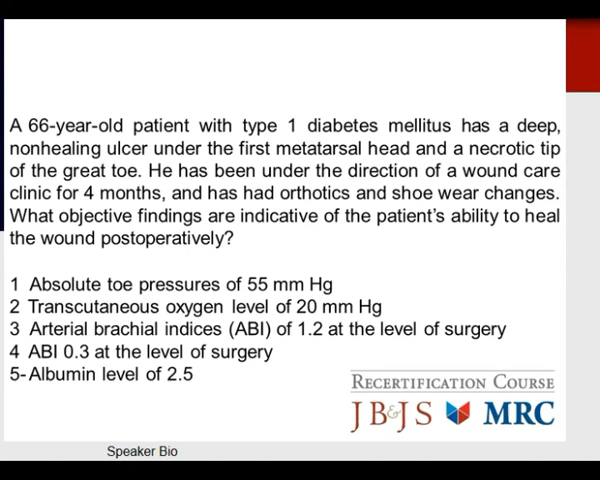 A 66-year-old patient with type 1 diabetes mellitus has a deep,
nonhealing ulcer under the first metatarsal head and a necrotic tip
of the great toe. He has been under the direction of a wound care
clinic for 4 months, and has had orthotics and shoe wear changes.
What objective findings are indicative of the patient's ability to heal
the wound postoperatively?
1 Absolute toe pressures of 55 mm Hg
2 Transcutaneous oxygen level of 20 mm Hg
3 Arterial brachial indices (ABI) of 1.2 at the level of surgery
4 ABI 0.3 at the level of surgery
5- Albumin level of 2.5
RECERTIFICATION COURSE
JB&JS MRC
Speaker Bio